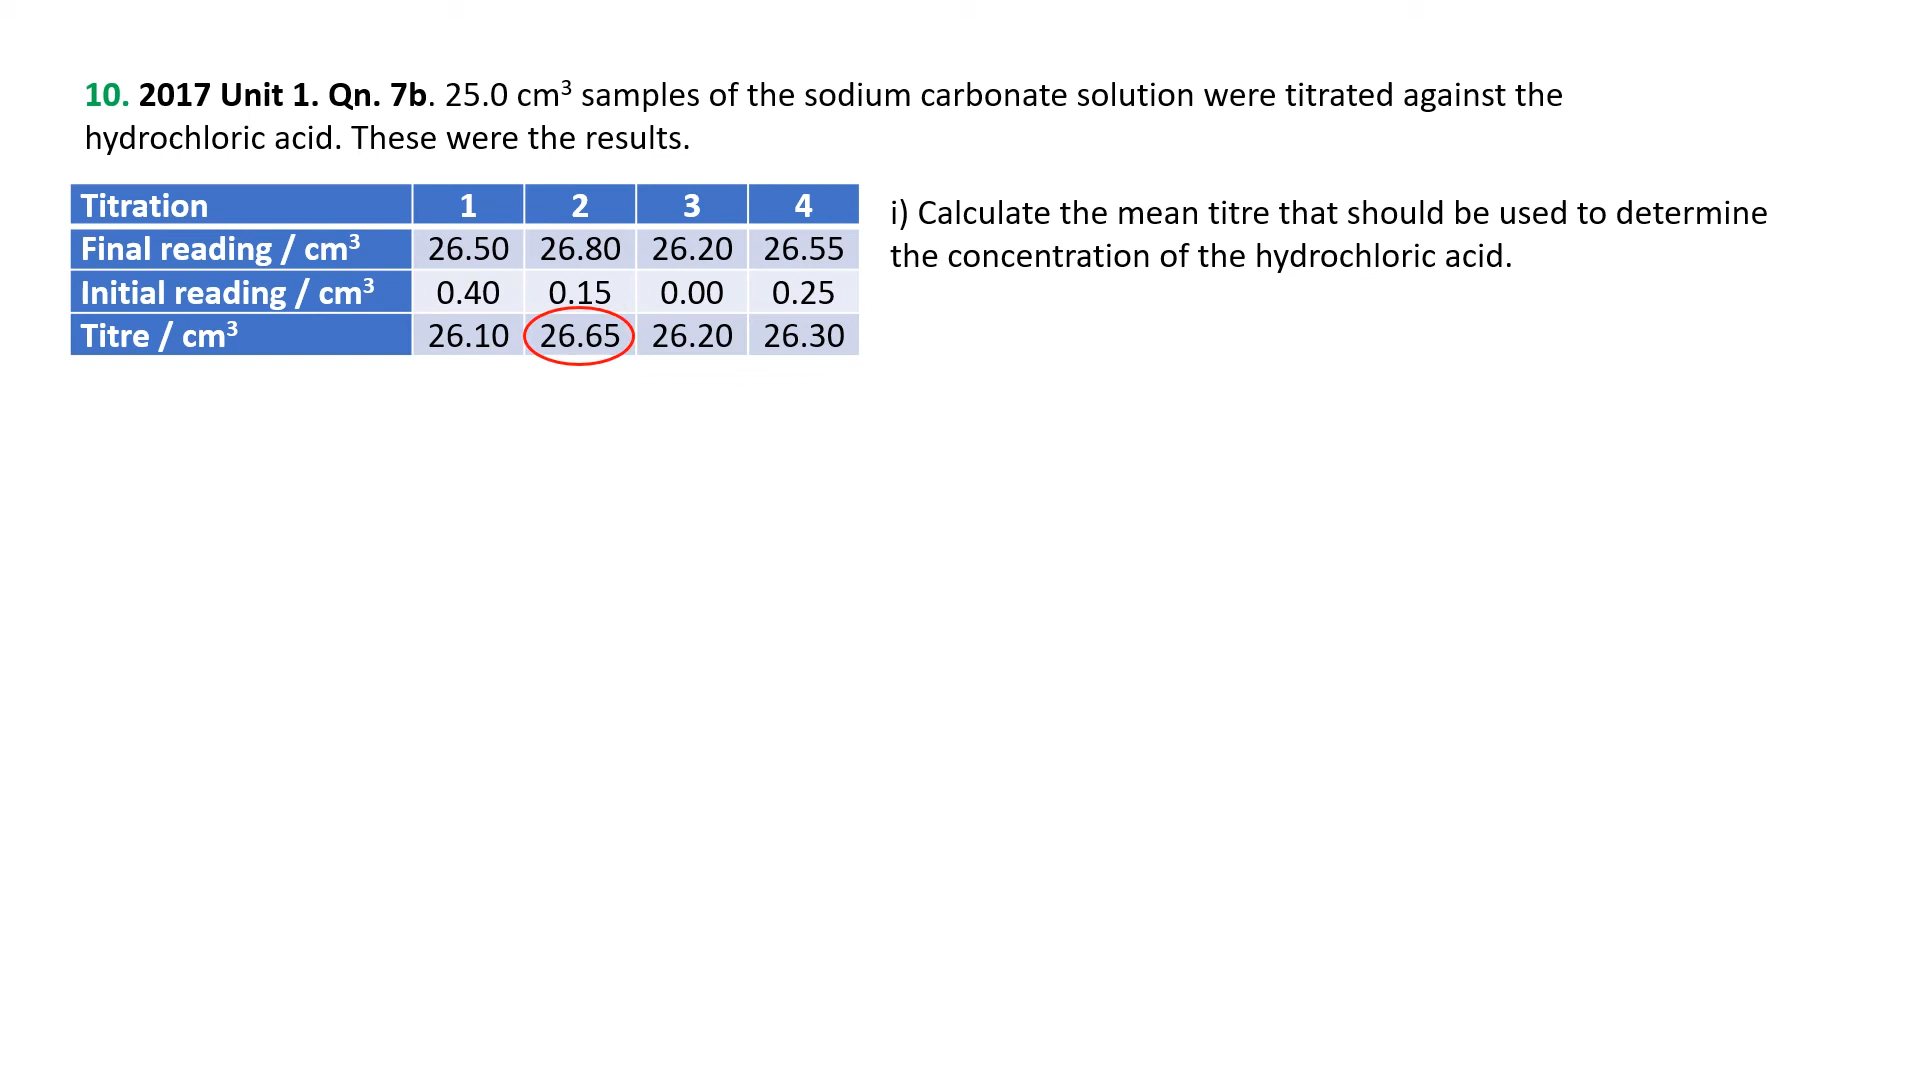 10. 2017 Unit 1. Qn. 7b. 25.0 cm³ samples of the sodium carbonate solution were titrated against the
hydrochloric acid. These were the results.
Titration 1 2 3 4
Final reading / cm³ 26.50 26.80 26.20 26.55
Initial reading / cm³ 0.40 0.15 0.00 0.25
Titre / cm³ 26.10 26.65 26.20 26.30
i) Calculate the mean titre that should be used to determine
the concentration of the hydrochloric acid.